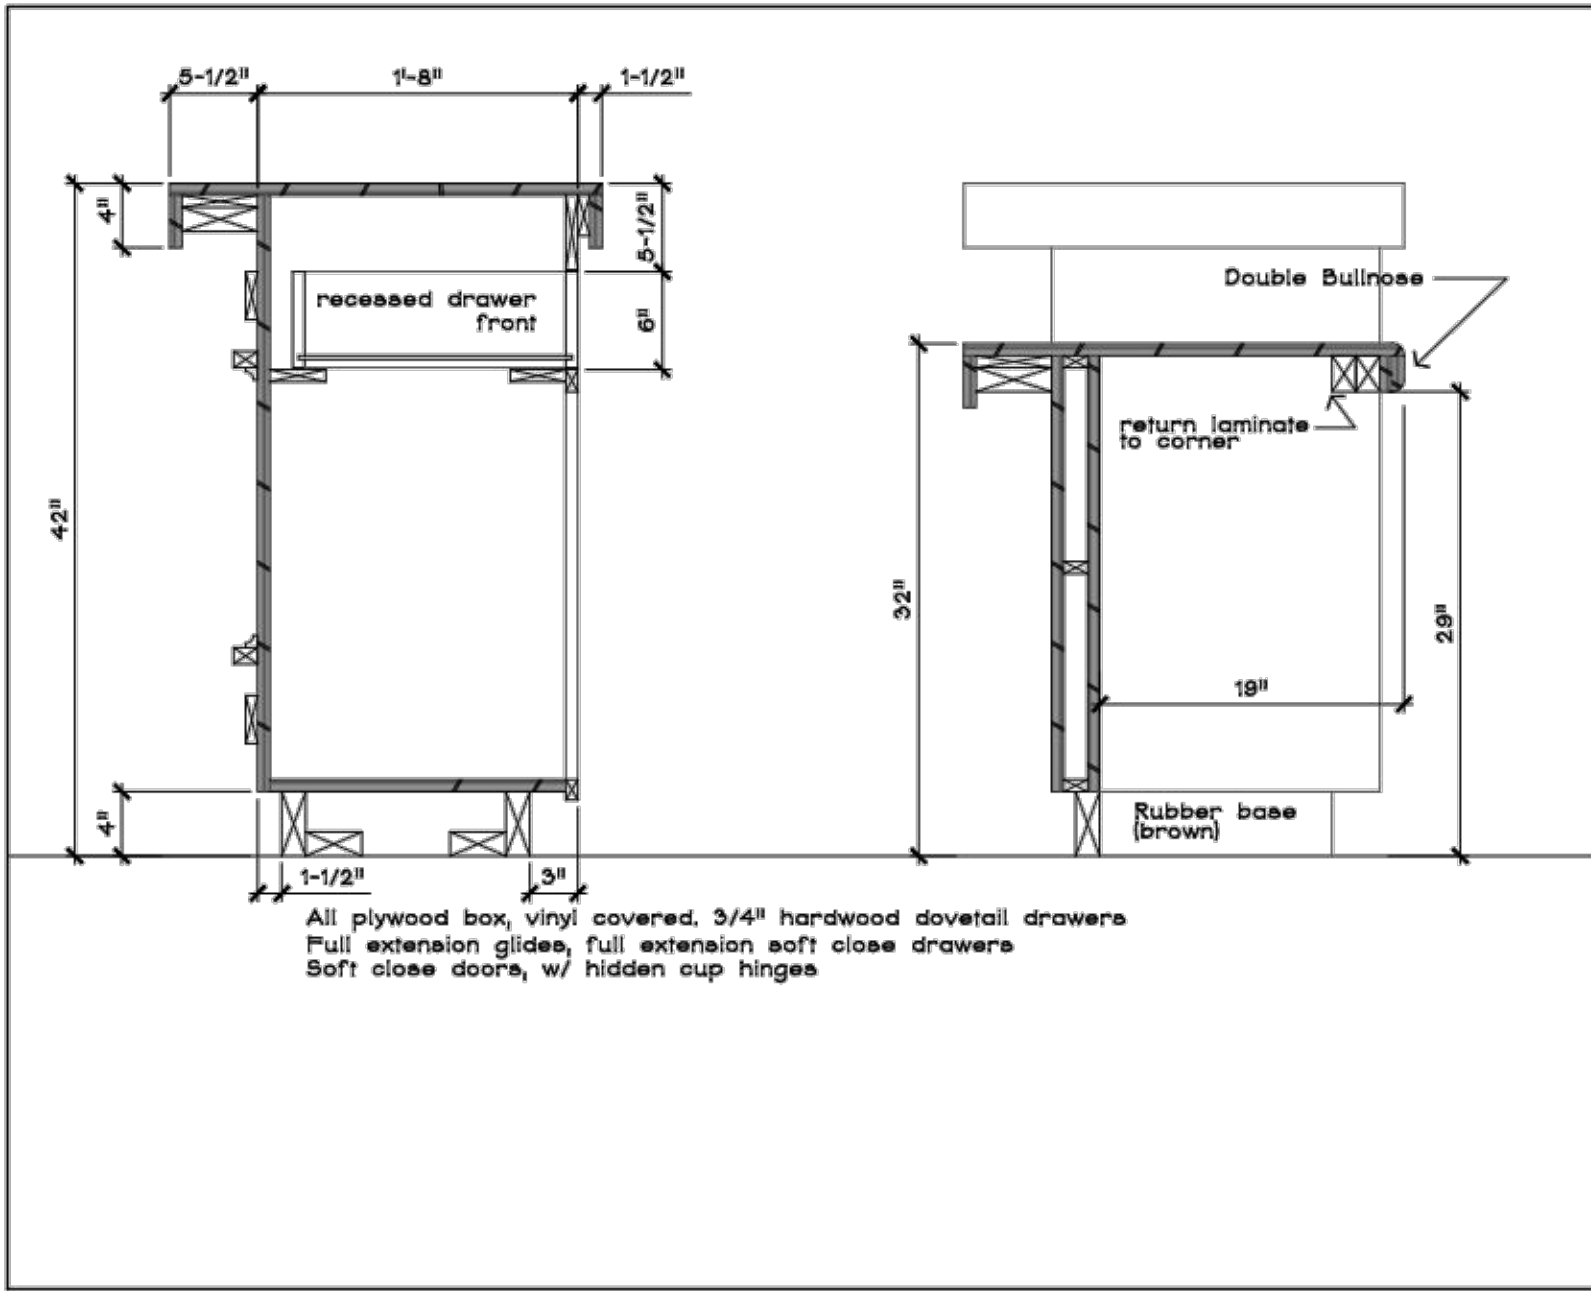 5-1/2"
1'-8"
1-1/2"
4"
5-1/2"
recessed drawer
front
6"
42"
4"
1-1/2"
3"
Double Bullnose
return laminate
to corner
32"
29"
19"
Rubber base
(brown)
All plywood box, vinyl covered. 3/4" hardwood dovetail drawers
Full extension glides, full extension soft close drawers
Soft close doors, w/ hidden cup hinges